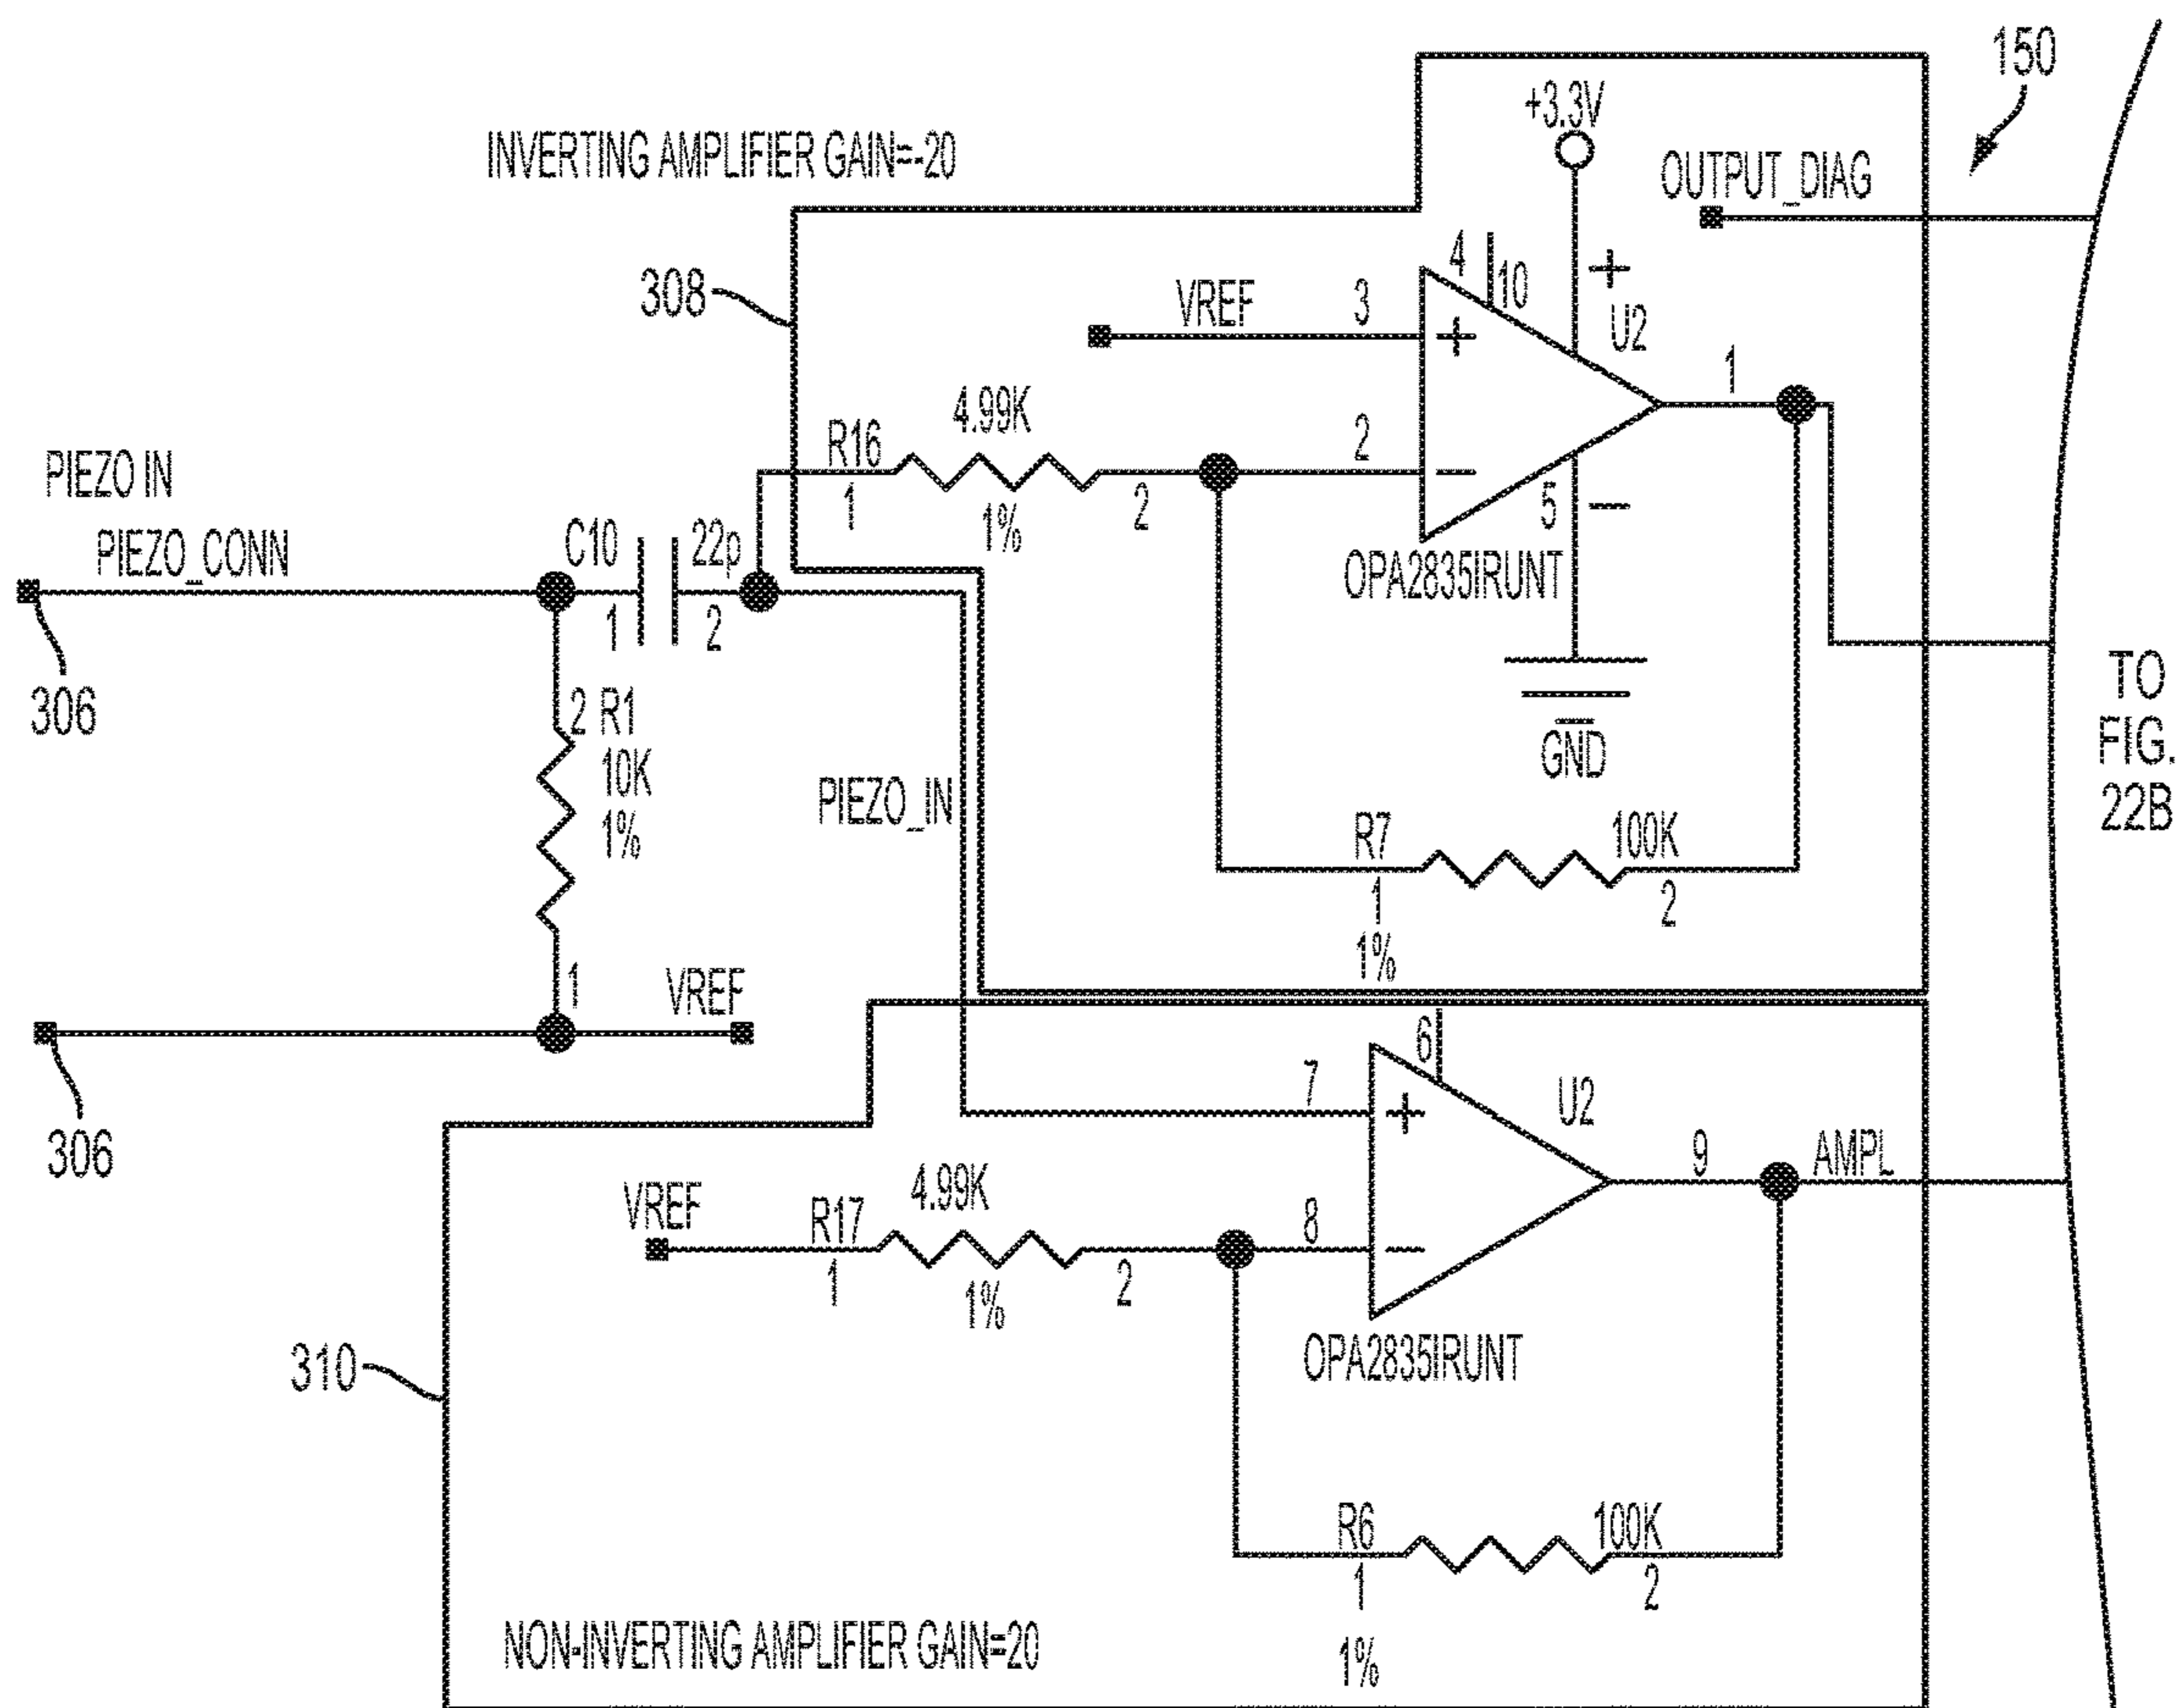 150
+3.3V
INVERTING AMPLIFIER GAIN=-20
OUTPUT_DIAG
308
VREF
3
4
10
+
U2
+
1
R16
4.99K
1
1%
2
2
−
5
−
OPA2835IRUNT
GND
PIEZO IN
PIEZO_CONN
C10
22p
1
2
306
2
R1
10K
1%
1
PIEZO_IN
R7
100K
1
2
1%
TO
FIG.
22B
VREF
306
6
7
+
U2
9
AMPL
VREF
R17
4.99K
1
1%
2
8
−
OPA2835IRUNT
310
R6
100K
1
2
1%
NON-INVERTING AMPLIFIER GAIN=20